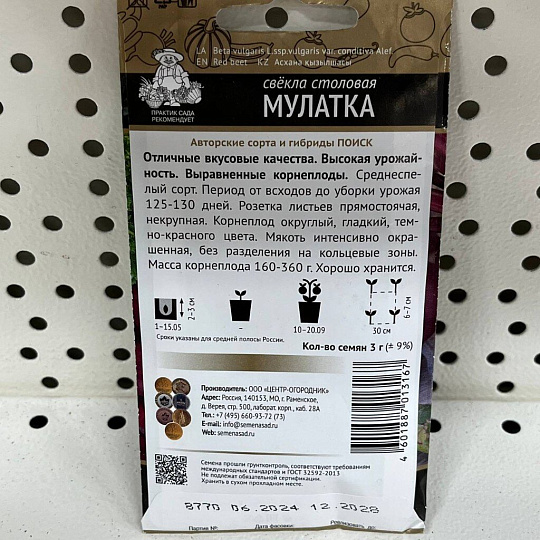 LA Beta vulgaris L.ssp.vulgaris var. conditiva Alef.
EN Red beet KZ Асхана қызылшасы
свёкла столовая
МУЛАТКА
ПРАКТИК САДА
РЕКОМЕНДУЕТ
Авторские сорта и гибриды ПОИСК
Отличные вкусовые качества. Высокая урожай-
ность. Выравненные корнеплоды. Среднеспе-
лый сорт. Период от всходов до уборки урожая
125-130 дней. Розетка листьев прямостоячая,
некрупная. Корнеплод округлый, гладкий, тем-
но-красного цвета. Мякоть интенсивно окра-
шенная, без разделения на кольцевые зоны.
Масса корнеплода 160-360 г. Хорошо хранится.
2–3 см
6–7 см
1–15.05 – 10–20.09 30 см
Сроки указаны для средней полосы России.
Кол-во семян 3 г (± 9%)
Производитель: ООО «ЦЕНТР-ОГОРОДНИК»
Адрес: Россия, 140153, МО, г. Раменское,
д. Верея, стр. 500, лаборат. корп., каб. 28А
Тел.: +7 (495) 660-93-72 (73)
E-mail: info@semenasad.ru
Web: semenasad.ru
4 601887 013167
Семена прошли грунтконтроль, соответствуют требованиям
международных стандартов и ГОСТ 32592-2013
Не подлежат обязательной сертификации.
Хранить в сухом прохладном месте.
8770 06.2024 12.2028
Партия №: Дата фасовки: Реализовать до: